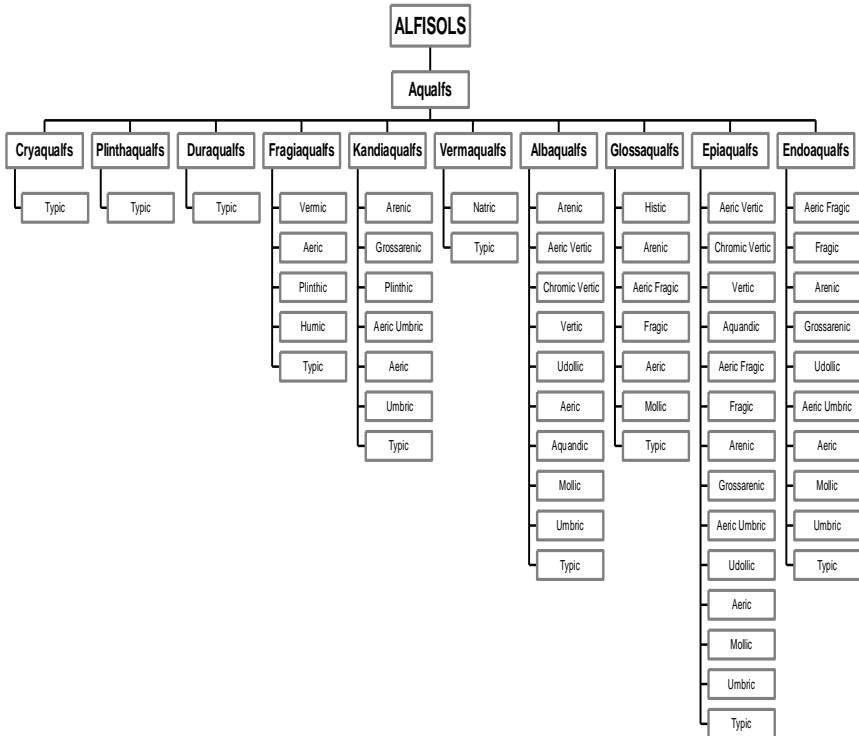 ALFISOLS
Aqualfs
Cryaqualfs
Typic
Plinthaqualfs
Typic
Duraqualfs
Typic
Fragiaqualfs
Vermic
Aeric
Plinthic
Humic
Typic
Kandiaqualfs
Arenic
Grossarenic
Plinthic
Aeric Umbric
Aeric
Umbric
Typic
Vermaqualfs
Natric
Typic
Albaqualfs
Arenic
Aeric Vertic
Chromic Vertic
Vertic
Udollic
Aeric
Aquandic
Mollic
Umbric
Typic
Glossaqualfs
Histic
Arenic
Aeric Fragic
Fragic
Aeric
Mollic
Typic
Epiaqualfs
Aeric Vertic
Chromic Vertic
Vertic
Aquandic
Aeric Fragic
Fragic
Arenic
Grossarenic
Aeric Umbric
Udollic
Aeric
Mollic
Umbric
Typic
Endoaqualfs
Aeric Fragic
Fragic
Arenic
Grossarenic
Udollic
Aeric Umbric
Aeric
Mollic
Umbric
Typic